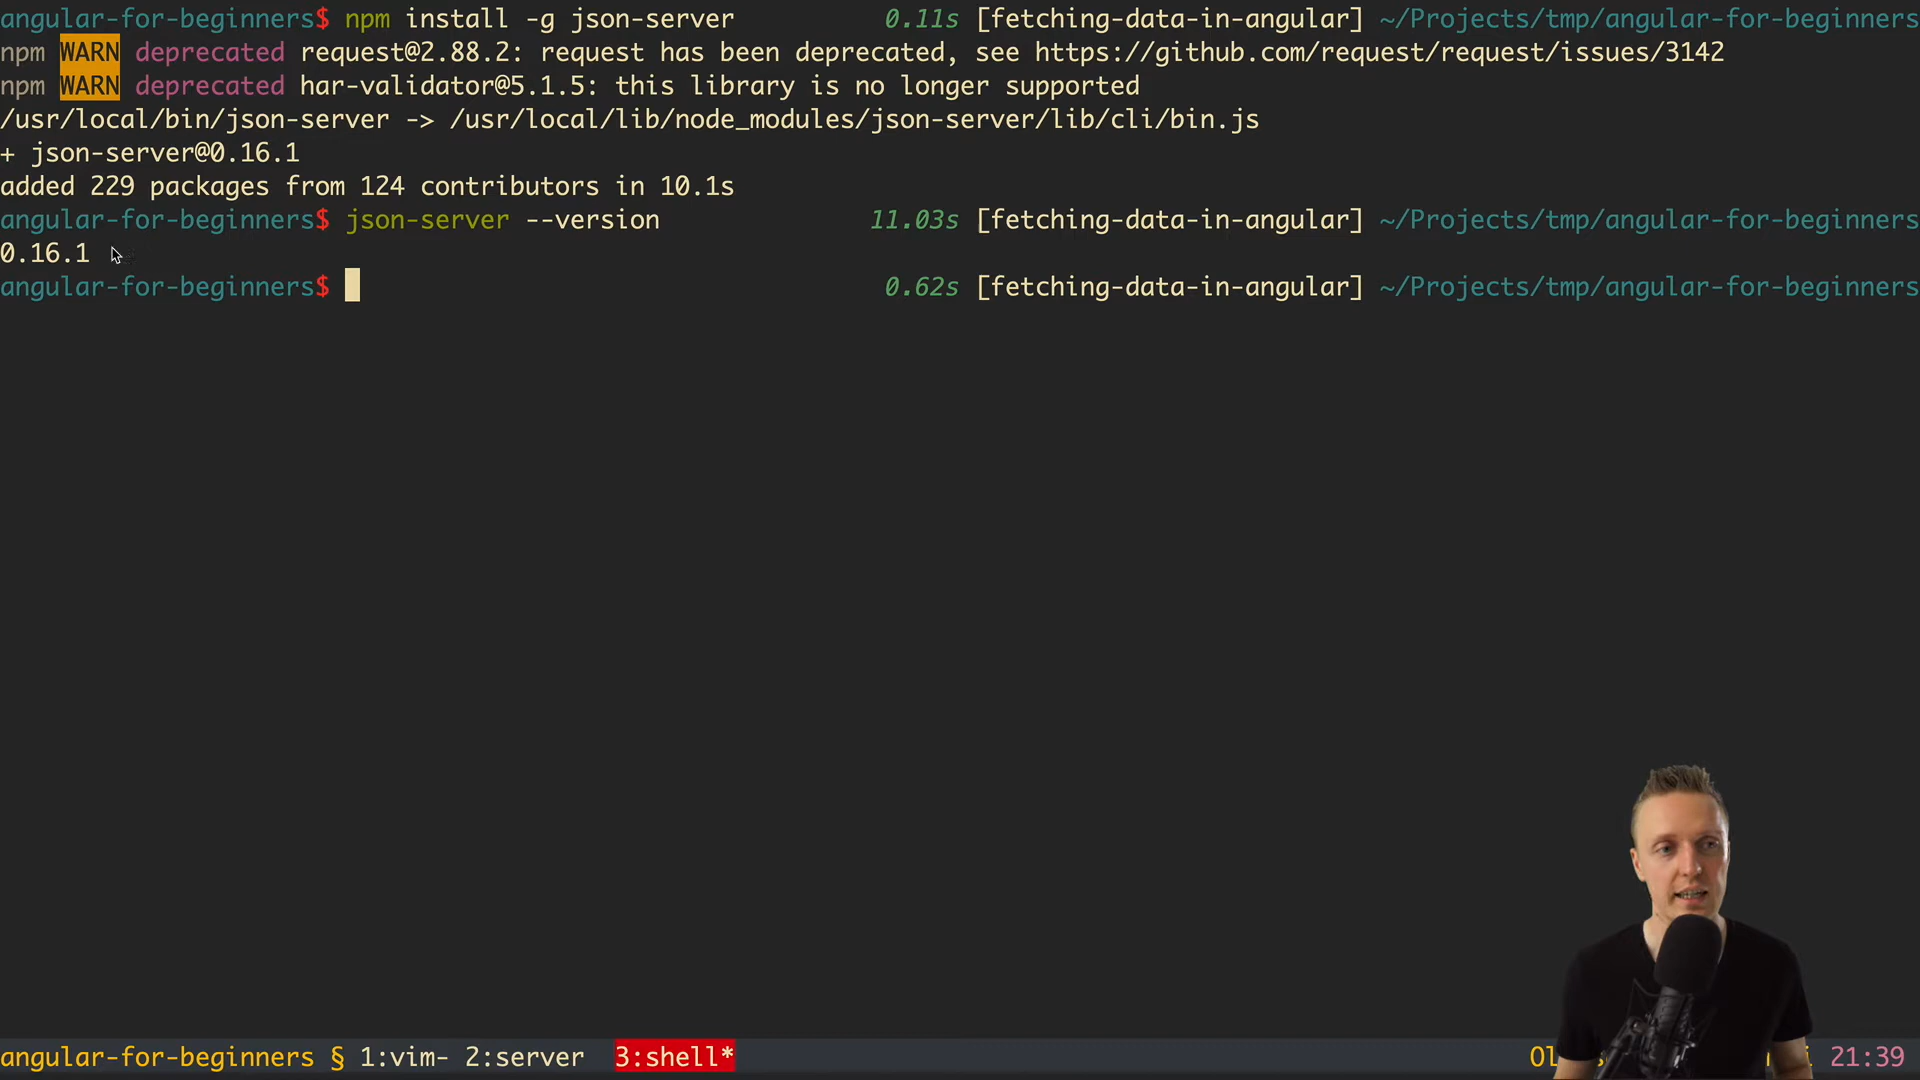 angular-for-beginners$ npm install -g json-server 0.11s [fetching-data-in-angular] ~/Projects/tmp/angular-for-beginners
npm WARN deprecated request@2.88.2: request has been deprecated, see https://github.com/request/request/issues/3142
npm WARN deprecated har-validator@5.1.5: this library is no longer supported
/usr/local/bin/json-server -> /usr/local/lib/node_modules/json-server/lib/cli/bin.js
+ json-server@0.16.1
added 229 packages from 124 contributors in 10.1s
angular-for-beginners$ json-server --version 11.03s [fetching-data-in-angular] ~/Projects/tmp/angular-for-beginners
0.16.1
angular-for-beginners$ 0.62s [fetching-data-in-angular] ~/Projects/tmp/angular-for-beginners
angular-for-beginners § 1:vim- 2:server 3:shell* 21:39